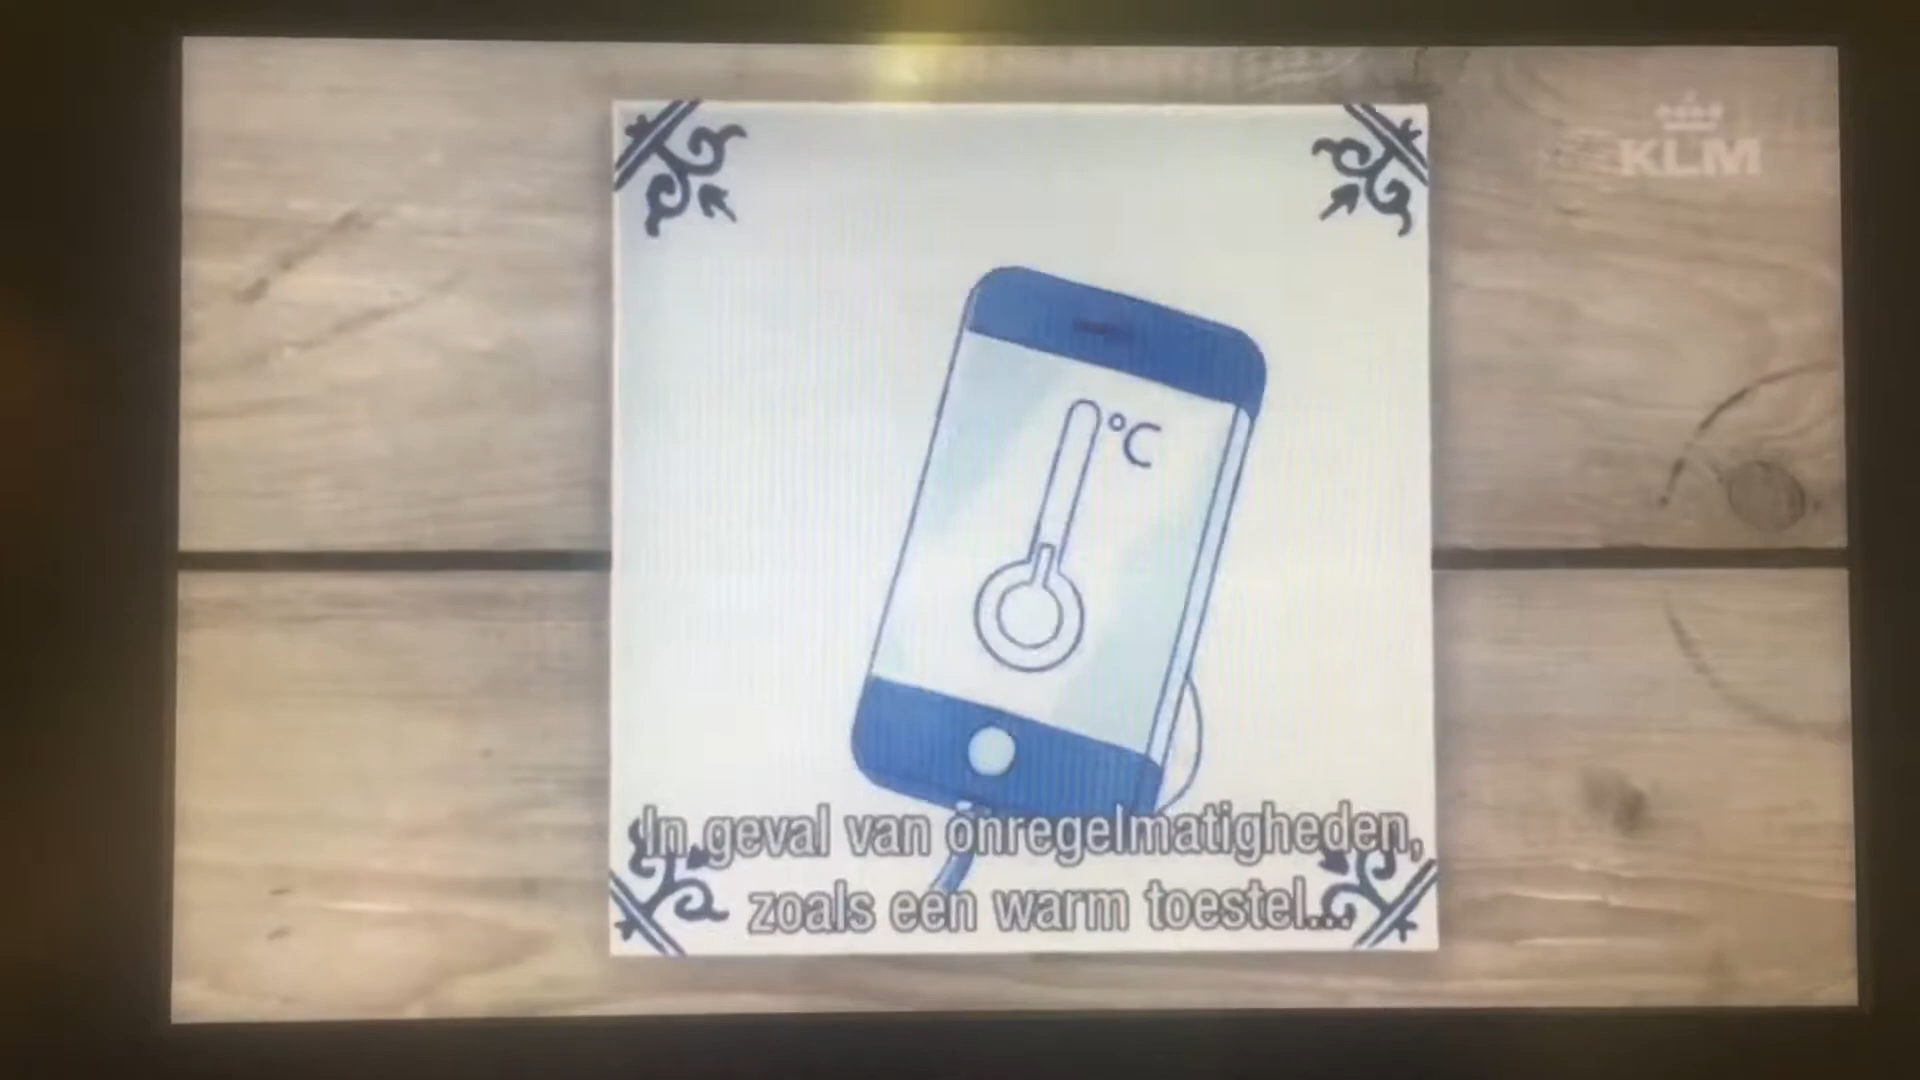 KLM
°C
In geval van onregelmatigheden,
zoals een warm toestel...